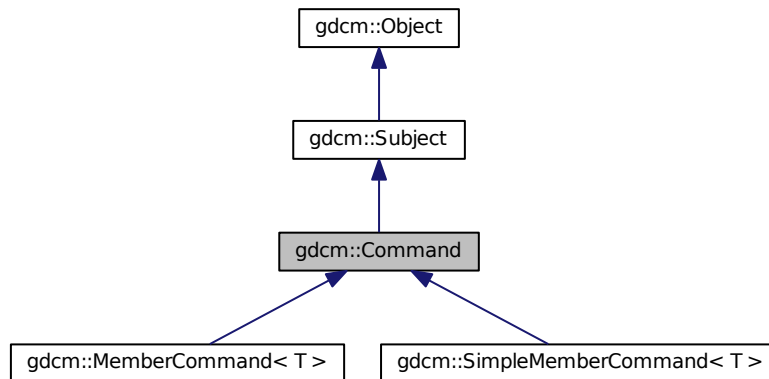 gdcm::Object
gdcm::Subject
gdcm::Command
gdcm::MemberCommand< T >
gdcm::SimpleMemberCommand< T >